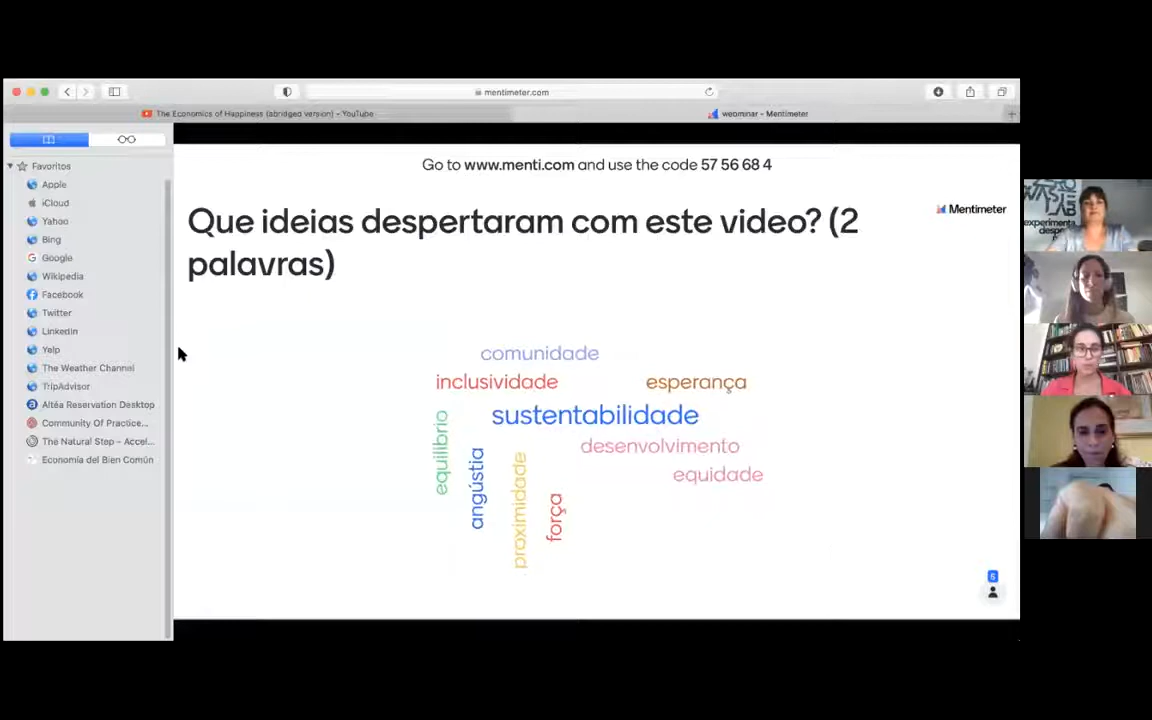 mentimeter.com
The Economics of Happiness (abridged version) – YouTube
webminar – Mentimeter
Favoritos
Apple
iCloud
Yahoo
Bing
Google
Wikipedia
Facebook
Twitter
LinkedIn
Yelp
The Weather Channel
TripAdvisor
Altéa Reservation Desktop
Community Of Practice...
The Natural Step – Accel...
Economía del Bien Común
Go to www.menti.com and use the code 57 56 68 4
Mentimeter
Que ideias despertaram com este video? (2
palavras)
comunidade
inclusividade
esperança
sustentabilidade
desenvolvimento
equidade
equilíbrio
angústia
proximidade
força
6
experimenta